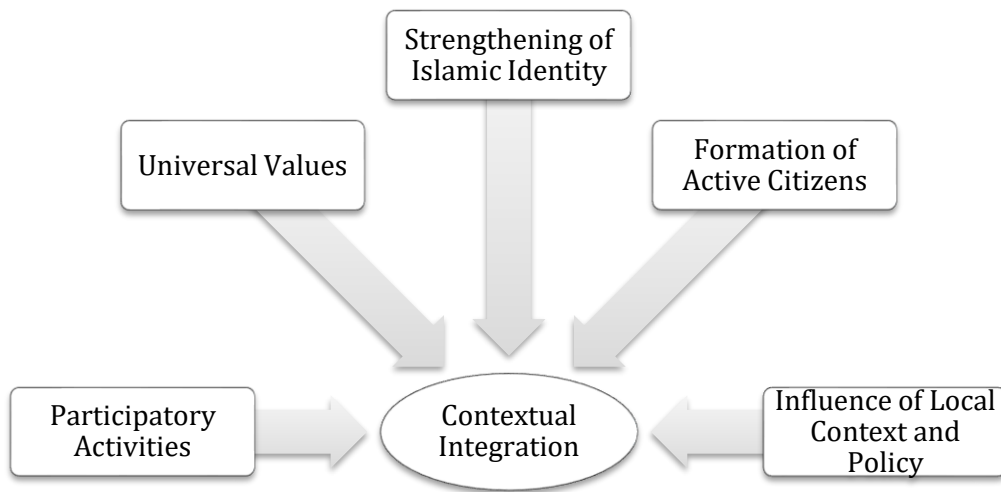 Strengthening of
Islamic Identity
Universal Values
Formation of
Active Citizens
Participatory
Activities
Contextual
Integration
Influence of Local
Context and
Policy